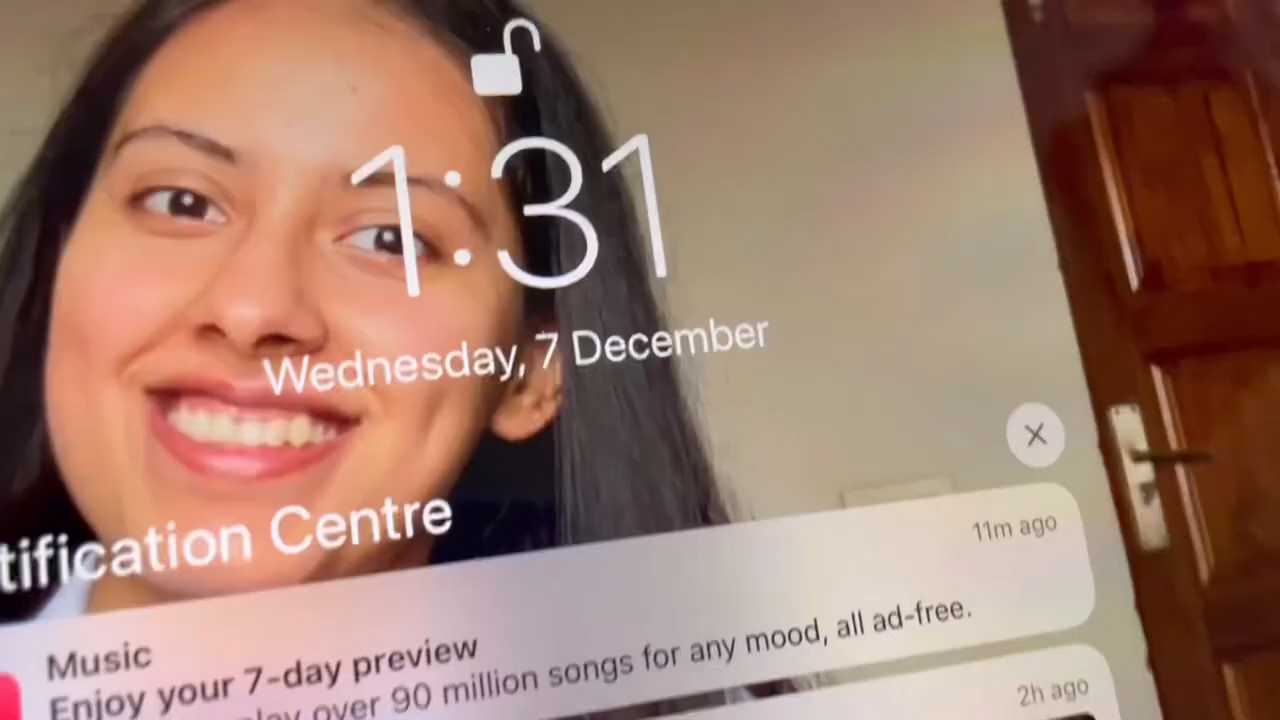 1:31
Wednesday, 7 December
tification Centre
11m ago
Music
Enjoy your 7-day preview
over 90 million songs for any mood, all ad-free.
2h ago